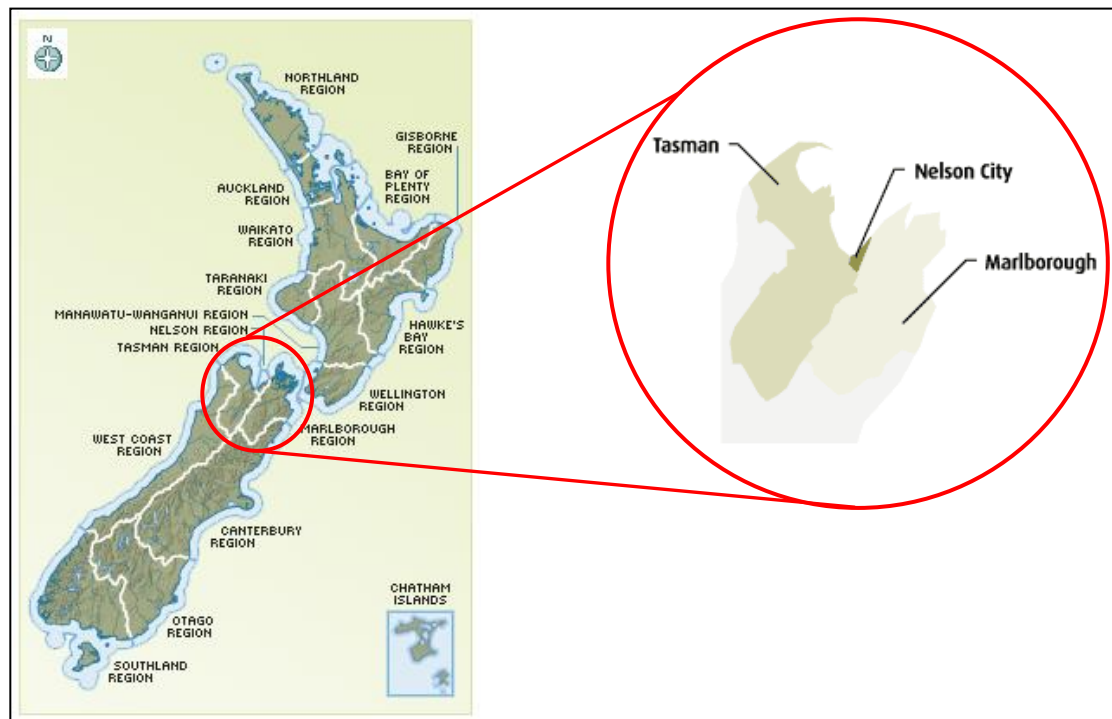 N
NORTHLAND
REGION
GISBORNE
REGION
AUCKLAND
REGION
BAY OF
PLENTY
REGION
WAIKATO
REGION
TARANAKI
REGION
MANAWATU-WANGANUI REGION
NELSON REGION
TASMAN REGION
HAWKE'S
BAY
REGION
WELLINGTON
REGION
MARLBOROUGH
REGION
WEST COAST
REGION
CANTERBURY
REGION
CHATHAM
ISLANDS
OTAGO
REGION
SOUTHLAND
REGION
Tasman
Nelson City
Marlborough